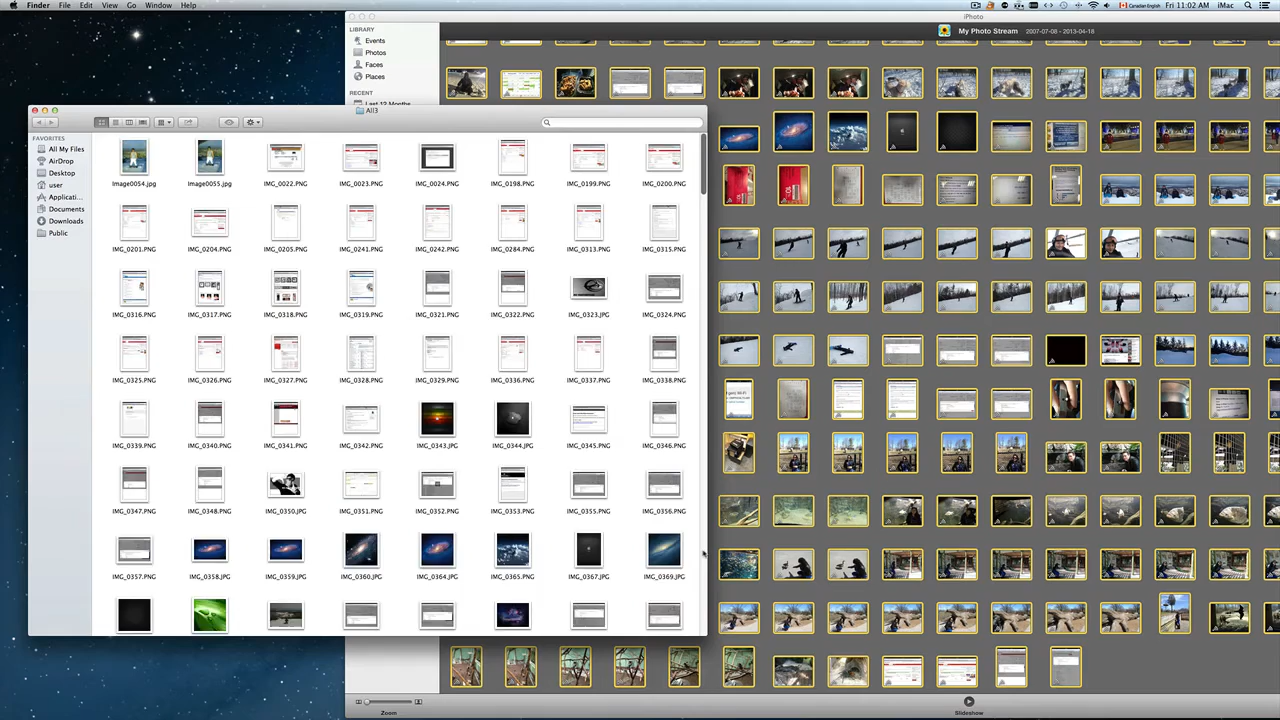 Finder File Edit View Go Window Help
Canadian English Fri 11:02 AM iMac
iPhoto
My Photo Stream 2007-07-08 - 2013-04-18
LIBRARY
Events
Photos
Faces
Places
RECENT
Last 12 Months
All3
FAVORITES
All My Files
AirDrop
Desktop
user
Applicati...
Documents
Downloads
Public
Image0054.jpg Image0055.jpg IMG_0022.PNG IMG_0023.PNG IMG_0024.PNG IMG_0198.PNG IMG_0199.PNG IMG_0200.PNG
IMG_0201.PNG IMG_0204.PNG IMG_0205.PNG IMG_0241.PNG IMG_0242.PNG IMG_0284.PNG IMG_0313.PNG IMG_0315.PNG
IMG_0316.PNG IMG_0317.PNG IMG_0318.PNG IMG_0319.PNG IMG_0321.PNG IMG_0322.PNG IMG_0323.JPG IMG_0324.PNG
IMG_0325.PNG IMG_0326.PNG IMG_0327.PNG IMG_0328.PNG IMG_0329.PNG IMG_0336.PNG IMG_0337.PNG IMG_0338.PNG
IMG_0339.PNG IMG_0340.PNG IMG_0341.PNG IMG_0342.PNG IMG_0343.JPG IMG_0344.JPG IMG_0345.PNG IMG_0346.PNG
IMG_0347.PNG IMG_0348.PNG IMG_0350.JPG IMG_0351.PNG IMG_0352.PNG IMG_0353.PNG IMG_0355.PNG IMG_0356.PNG
IMG_0357.PNG IMG_0358.JPG IMG_0359.JPG IMG_0360.JPG IMG_0364.JPG IMG_0365.PNG IMG_0367.JPG IMG_0369.JPG
Zoom
Slideshow